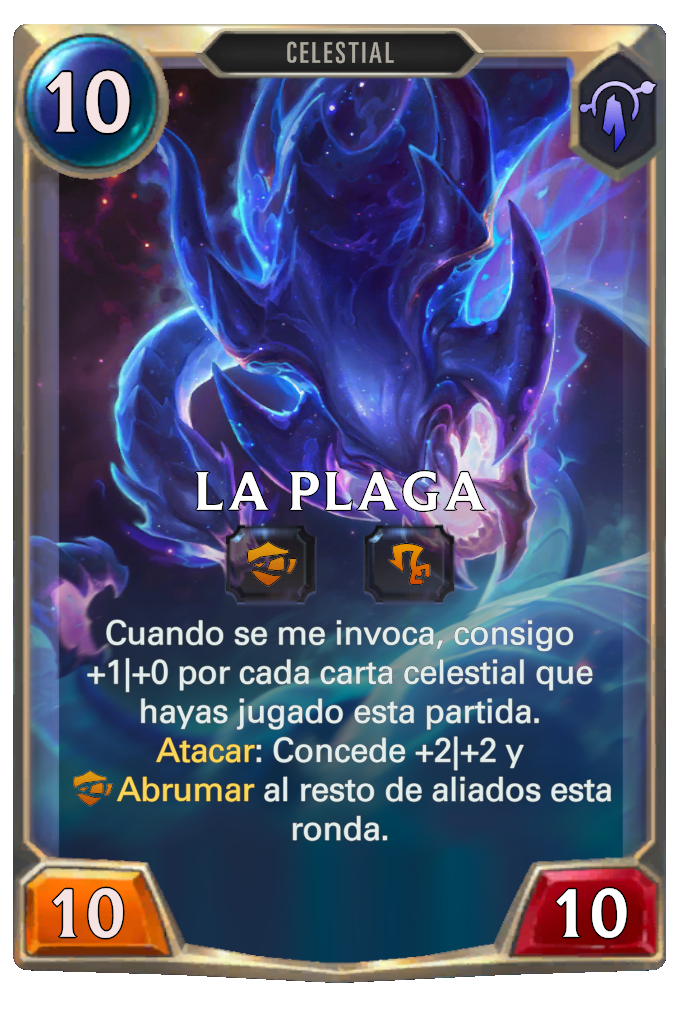 10
CELESTIAL
LA PLAGA
Cuando se me invoca, consigo
+1|+0 por cada carta celestial que
hayas jugado esta partida.
Atacar: Concede +2|+2 y
Abrumar al resto de aliados esta
ronda.
10
10